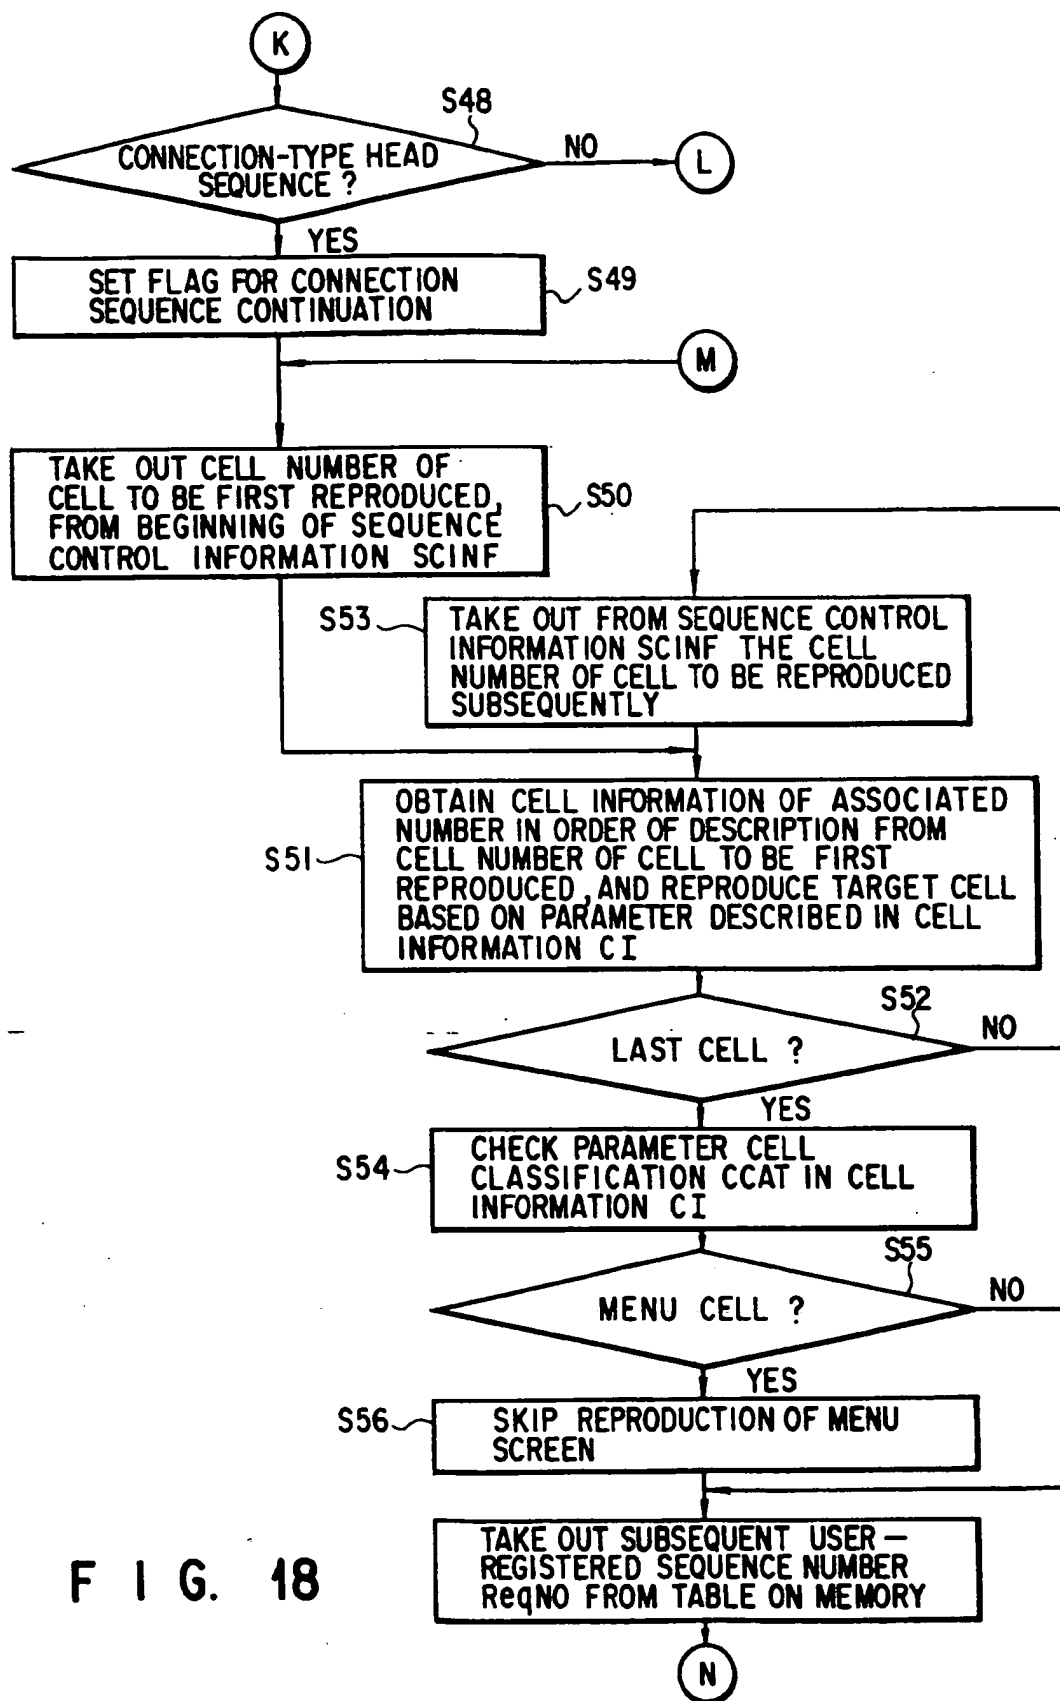 K
S48
CONNECTION-TYPE HEAD
SEQUENCE ?
NO
L
YES
SET FLAG FOR CONNECTION
SEQUENCE CONTINUATION
S49
M
TAKE OUT CELL NUMBER OF
CELL TO BE FIRST REPRODUCED,
FROM BEGINNING OF SEQUENCE
CONTROL INFORMATION SCINF
S50
S53
TAKE OUT FROM SEQUENCE CONTROL
INFORMATION SCINF THE CELL
NUMBER OF CELL TO BE REPRODUCED
SUBSEQUENTLY
S51
OBTAIN CELL INFORMATION OF ASSOCIATED
NUMBER IN ORDER OF DESCRIPTION FROM
CELL NUMBER OF CELL TO BE FIRST
REPRODUCED, AND REPRODUCE TARGET CELL
BASED ON PARAMETER DESCRIBED IN CELL
INFORMATION CI
S52
LAST CELL ?
NO
YES
S54
CHECK PARAMETER CELL
CLASSIFICATION CCAT IN CELL
INFORMATION CI
S55
MENU CELL ?
NO
YES
S56
SKIP REPRODUCTION OF MENU
SCREEN
TAKE OUT SUBSEQUENT USER-
REGISTERED SEQUENCE NUMBER
ReqNO FROM TABLE ON MEMORY
N
FIG. 18